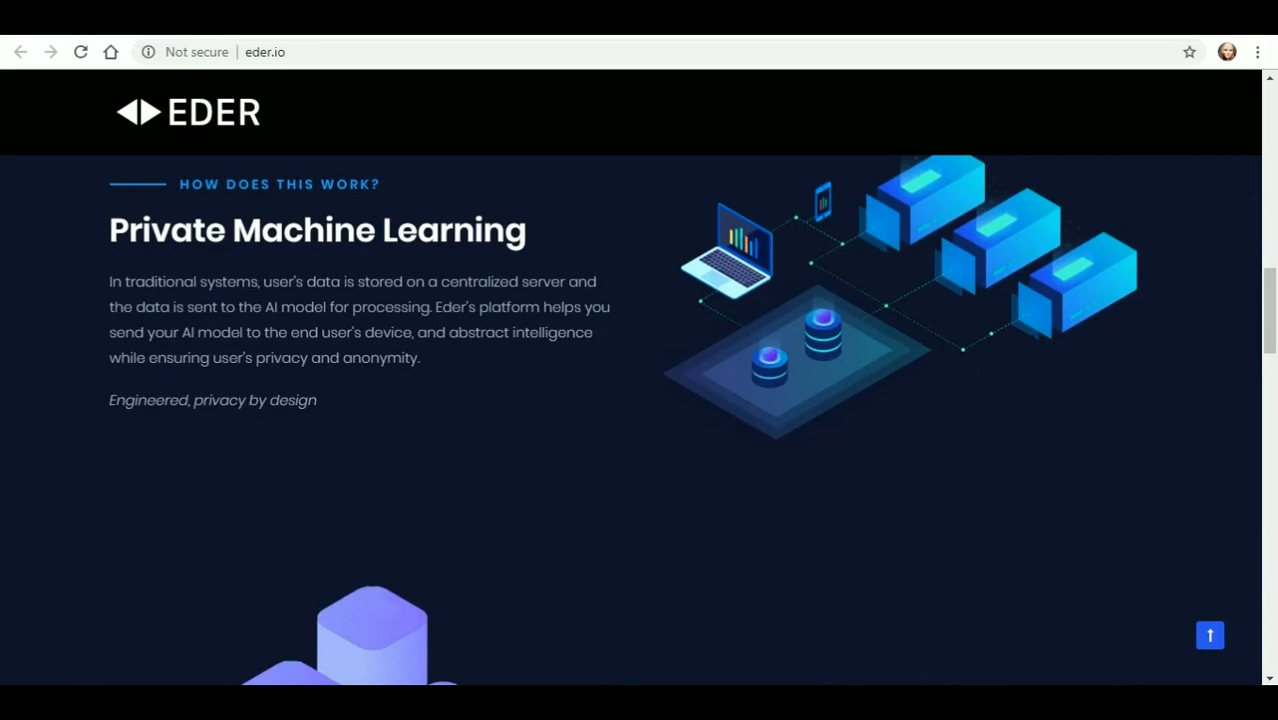 Not secure
eder.io
EDER
HOW DOES THIS WORK?
Private Machine Learning
In traditional systems, user's data is stored on a centralized server and
the data is sent to the AI model for processing. Eder's platform helps you
send your AI model to the end user's device, and abstract intelligence
while ensuring user's privacy and anonymity.
Engineered, privacy by design